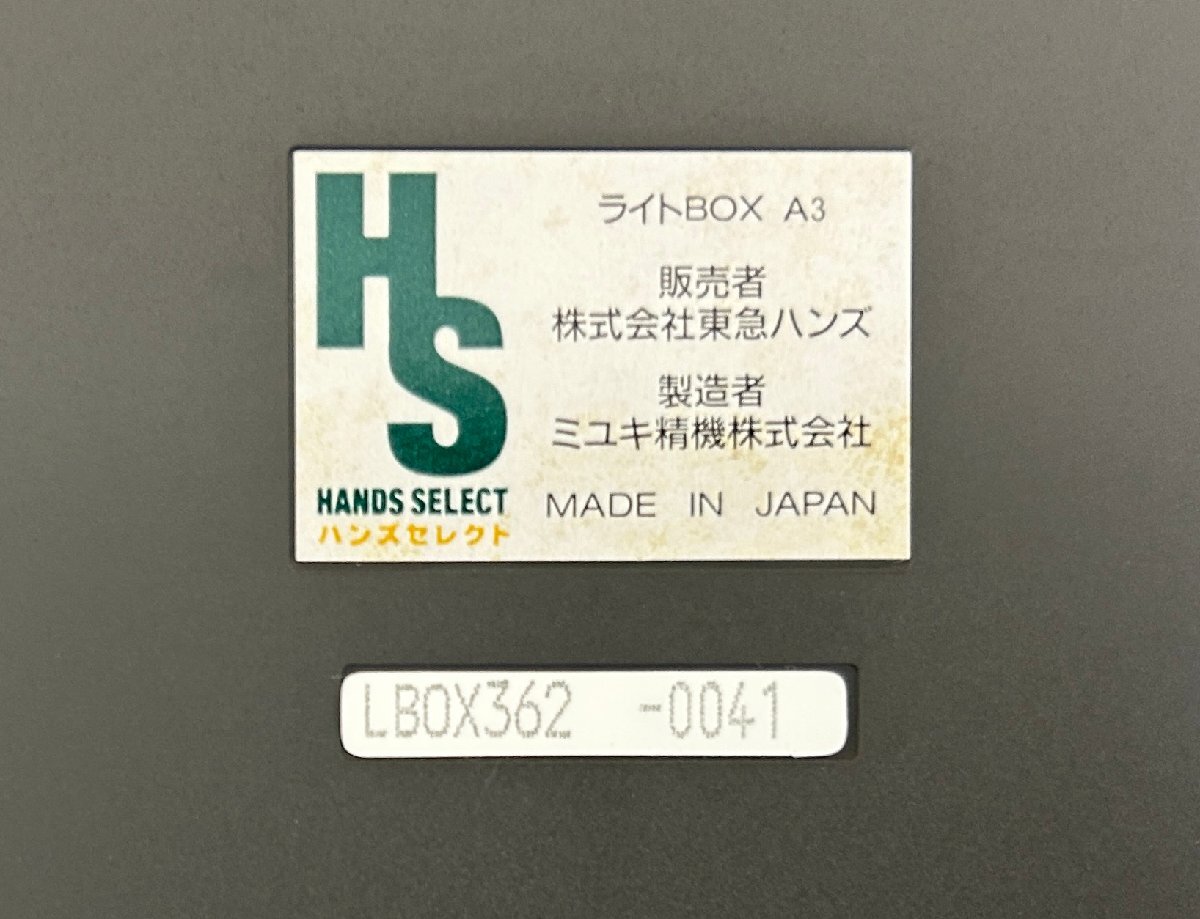 HS
HANDS SELECT
ハンズセレクト
ライトBOX A3
販売者
株式会社東急ハンズ
製造者
ミユキ精機株式会社
MADE IN JAPAN
LBOX362 -0041